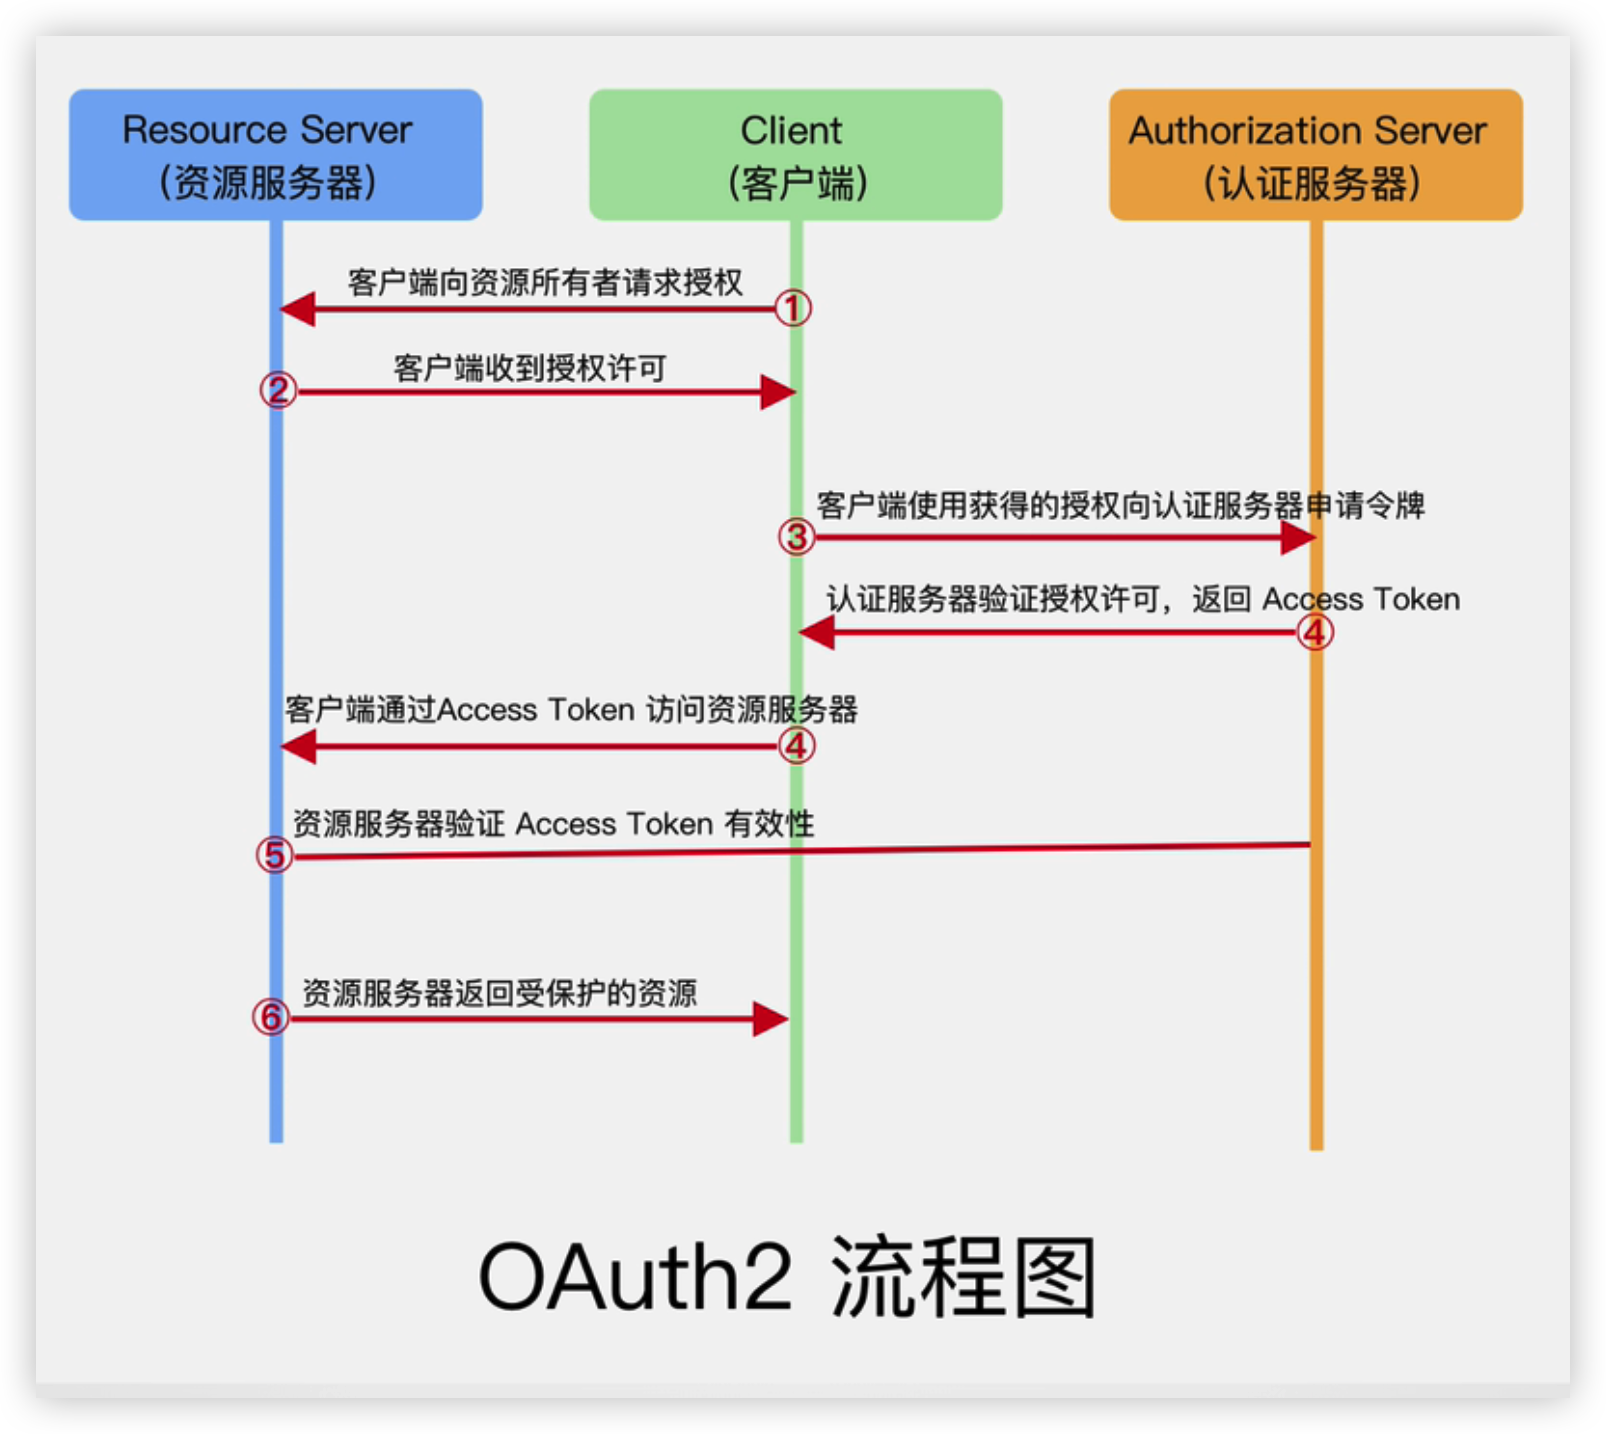 Resource Server
(资源服务器)
Client
(客户端)
Authorization Server
(认证服务器)
客户端向资源所有者请求授权
①
客户端收到授权许可
②
客户端使用获得的授权向认证服务器申请令牌
③
认证服务器验证授权许可，返回 Access Token
④
客户端通过Access Token 访问资源服务器
④
资源服务器验证 Access Token 有效性
⑤
资源服务器返回受保护的资源
⑥
OAuth2 流程图